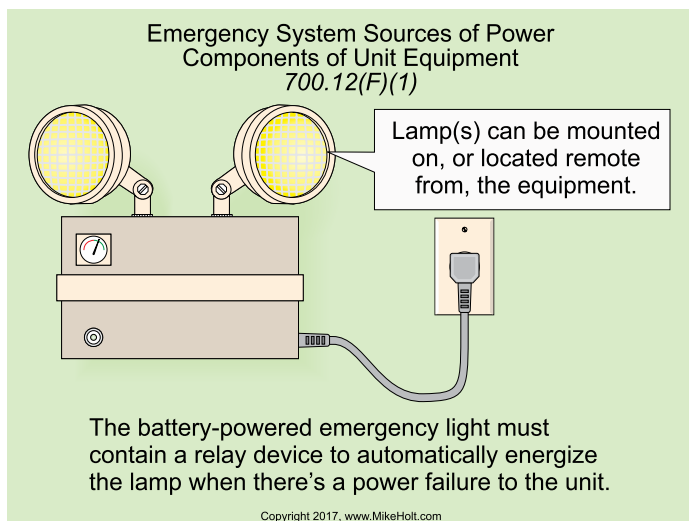 Emergency System Sources of Power
Components of Unit Equipment
700.12(F)(1)
Lamp(s) can be mounted
on, or located remote
from, the equipment.
The battery-powered emergency light must
contain a relay device to automatically energize
the lamp when there's a power failure to the unit.
Copyright 2017, www.MikeHolt.com